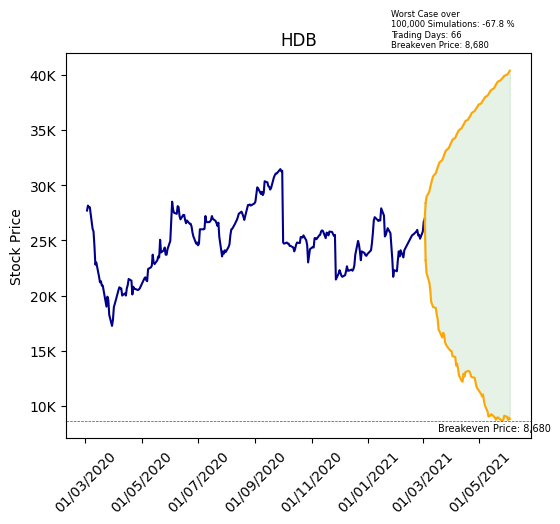 Worst Case over
100,000 Simulations: -67.8 %
Trading Days: 66
Breakeven Price: 8,680
HDB
Stock Price
40K
35K
30K
25K
20K
15K
10K
Breakeven Price: 8,680
01/03/2020
01/05/2020
01/07/2020
01/09/2020
01/11/2020
01/01/2021
01/03/2021
01/05/2021